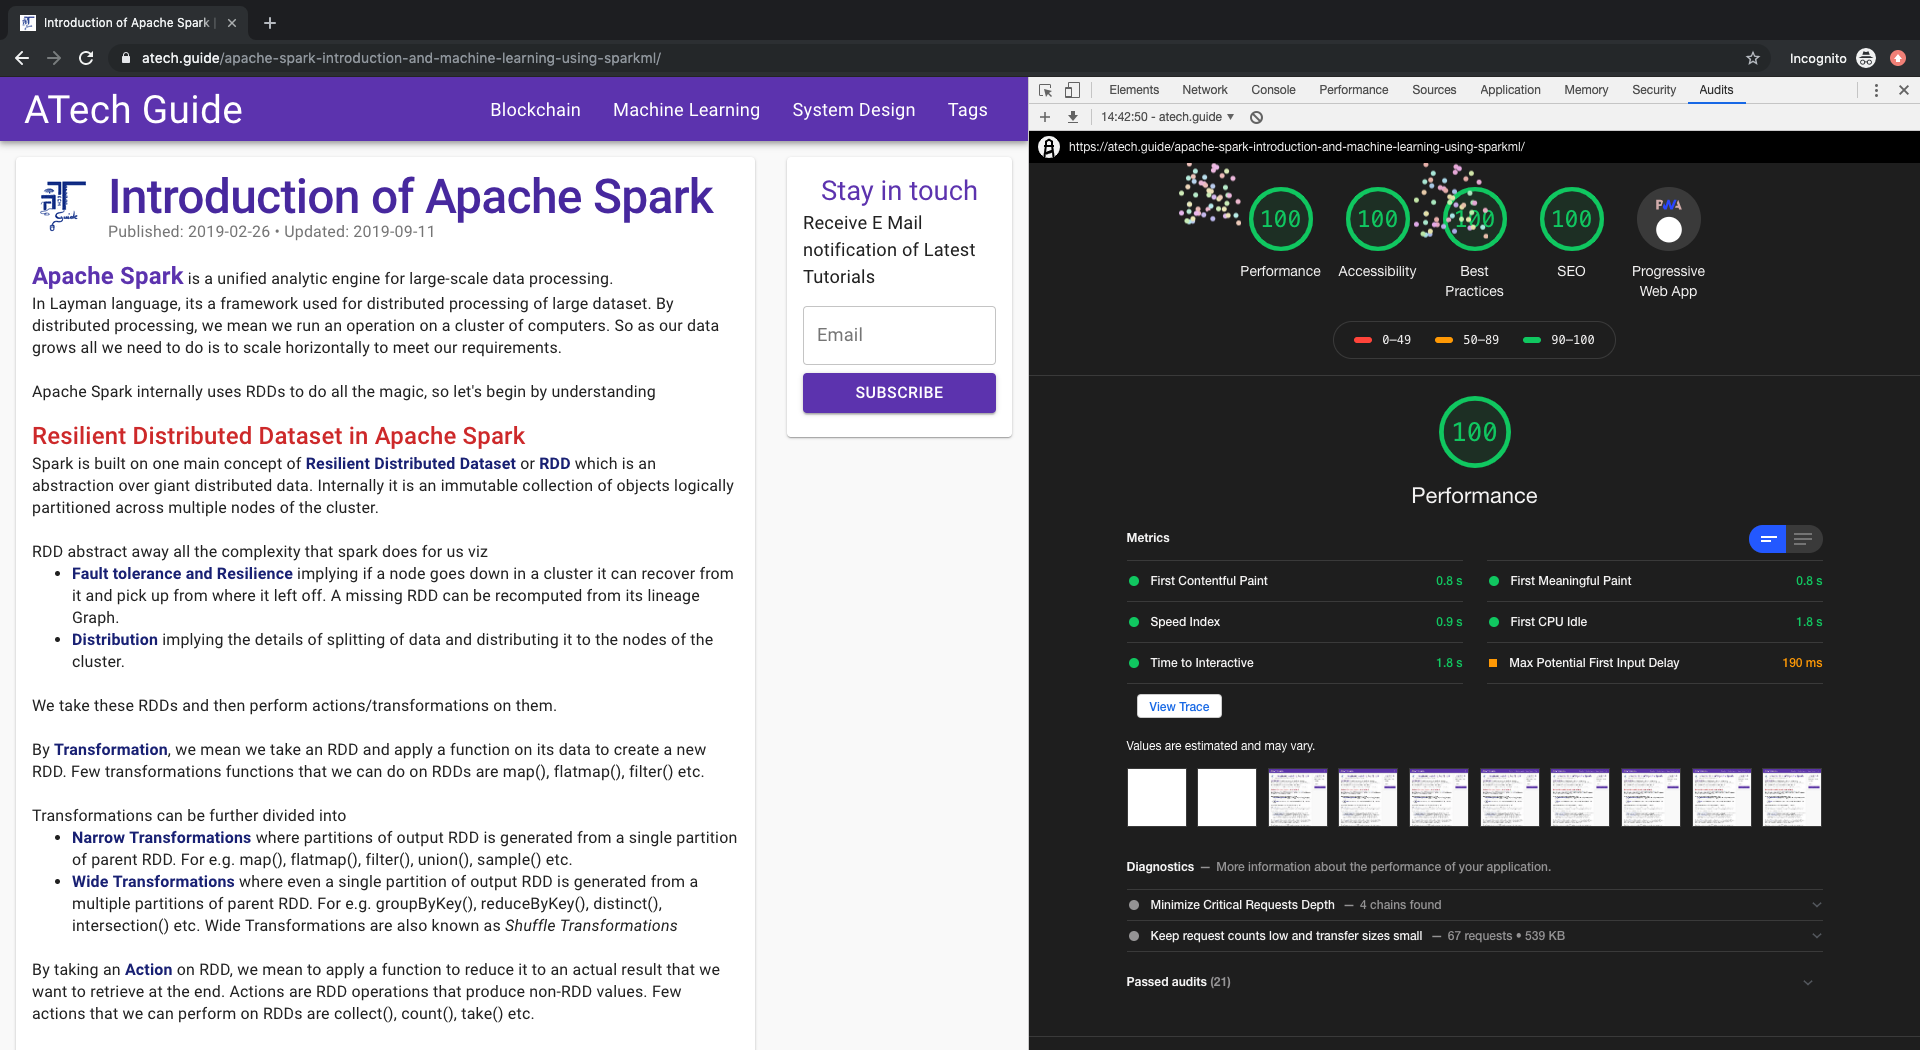 Introduction of Apache Spark |
atech.guide/apache-spark-introduction-and-machine-learning-using-sparkml/
Incognito
ATech Guide
Blockchain
Machine Learning
System Design
Tags
Guide
Introduction of Apache Spark
Published: 2019-02-26 • Updated: 2019-09-11
Apache Spark is a unified analytic engine for large-scale data processing.
In Layman language, its a framework used for distributed processing of large dataset. By
distributed processing, we mean we run an operation on a cluster of computers. So as our data
grows all we need to do is to scale horizontally to meet our requirements.
Apache Spark internally uses RDDs to do all the magic, so let's begin by understanding
Resilient Distributed Dataset in Apache Spark
Spark is built on one main concept of Resilient Distributed Dataset or RDD which is an
abstraction over giant distributed data. Internally it is an immutable collection of objects logically
partitioned across multiple nodes of the cluster.
RDD abstract away all the complexity that spark does for us viz
• Fault tolerance and Resilience implying if a node goes down in a cluster it can recover from
it and pick up from where it left off. A missing RDD can be recomputed from its lineage
Graph.
• Distribution implying the details of splitting of data and distributing it to the nodes of the
cluster.
We take these RDDs and then perform actions/transformations on them.
By Transformation, we mean we take an RDD and apply a function on its data to create a new
RDD. Few transformations functions that we can do on RDDs are map(), flatmap(), filter() etc.
Transformations can be further divided into
• Narrow Transformations where partitions of output RDD is generated from a single partition
of parent RDD. For e.g. map(), flatmap(), filter(), union(), sample() etc.
• Wide Transformations where even a single partition of output RDD is generated from a
multiple partitions of parent RDD. For e.g. groupByKey(), reduceByKey(), distinct(),
intersection() etc. Wide Transformations are also known as Shuffle Transformations
By taking an Action on RDD, we mean to apply a function to reduce it to an actual result that we
want to retrieve at the end. Actions are RDD operations that produce non-RDD values. Few
actions that we can perform on RDDs are collect(), count(), take() etc.
Stay in touch
Receive E Mail
notification of Latest
Tutorials
Email
SUBSCRIBE
Elements
Network
Console
Performance
Sources
Application
Memory
Security
Audits
14:42:50 - atech.guide
https://atech.guide/apache-spark-introduction-and-machine-learning-using-sparkml/
100
100
100
100
PWA
Performance
Accessibility
Best
Practices
SEO
Progressive
Web App
0–49
50–89
90–100
100
Performance
Metrics
First Contentful Paint 0.8 s
First Meaningful Paint 0.8 s
Speed Index 0.9 s
First CPU Idle 1.8 s
Time to Interactive 1.8 s
Max Potential First Input Delay 190 ms
View Trace
Values are estimated and may vary.
Diagnostics — More information about the performance of your application.
Minimize Critical Requests Depth — 4 chains found
Keep request counts low and transfer sizes small — 67 requests • 539 KB
Passed audits (21)